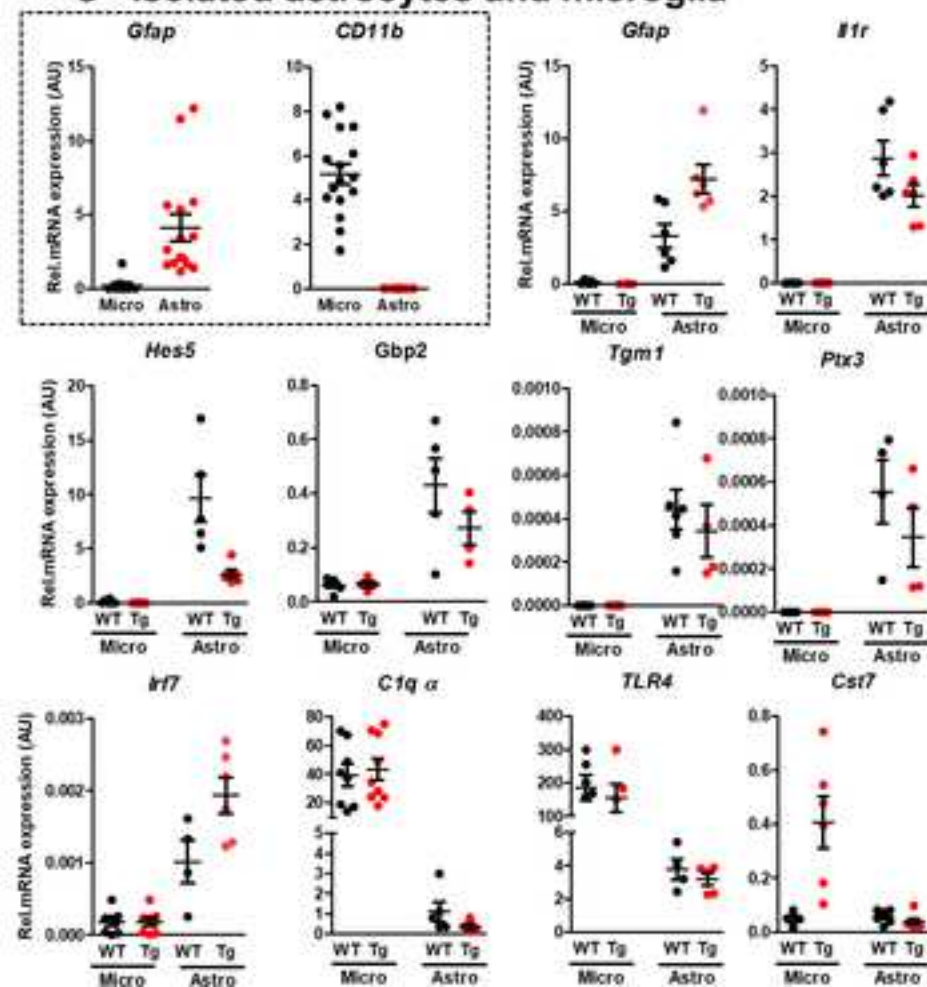 Isolated astrocytes and microglia
Gfap
CD11b
Gfap
Il1r
Rel.mRNA expression (AU)
15
10
5
0
Micro Astro
10
8
6
4
2
0
Micro Astro
Rel.mRNA expression (AU)
15
10
5
0
WT Tg WT Tg
Micro Astro
5
4
3
2
1
0
WT Tg WT Tg
Micro Astro
Hes5
Gbp2
Tgm1
Ptx3
Rel.mRNA expression (AU)
20
15
10
5
0
WT Tg WT Tg
Micro Astro
0.8
0.6
0.4
0.2
0.0
WT Tg WT Tg
Micro Astro
0.0010
0.0008
0.0006
0.0004
0.0002
0.0000
WT Tg WT Tg
Micro Astro
0.0010
0.0008
0.0006
0.0004
0.0002
0.0000
WT Tg WT Tg
Micro Astro
Irf7
C1q α
TLR4
Cst7
Rel.mRNA expression (AU)
0.003
0.002
0.001
0.000
WT Tg WT Tg
Micro Astro
80
60
40
20
5
4
3
2
1
0
WT Tg WT Tg
Micro Astro
400
300
200
100
6
4
2
0
WT Tg WT Tg
Micro Astro
0.8
0.6
0.4
0.2
0.0
WT Tg WT Tg
Micro Astro